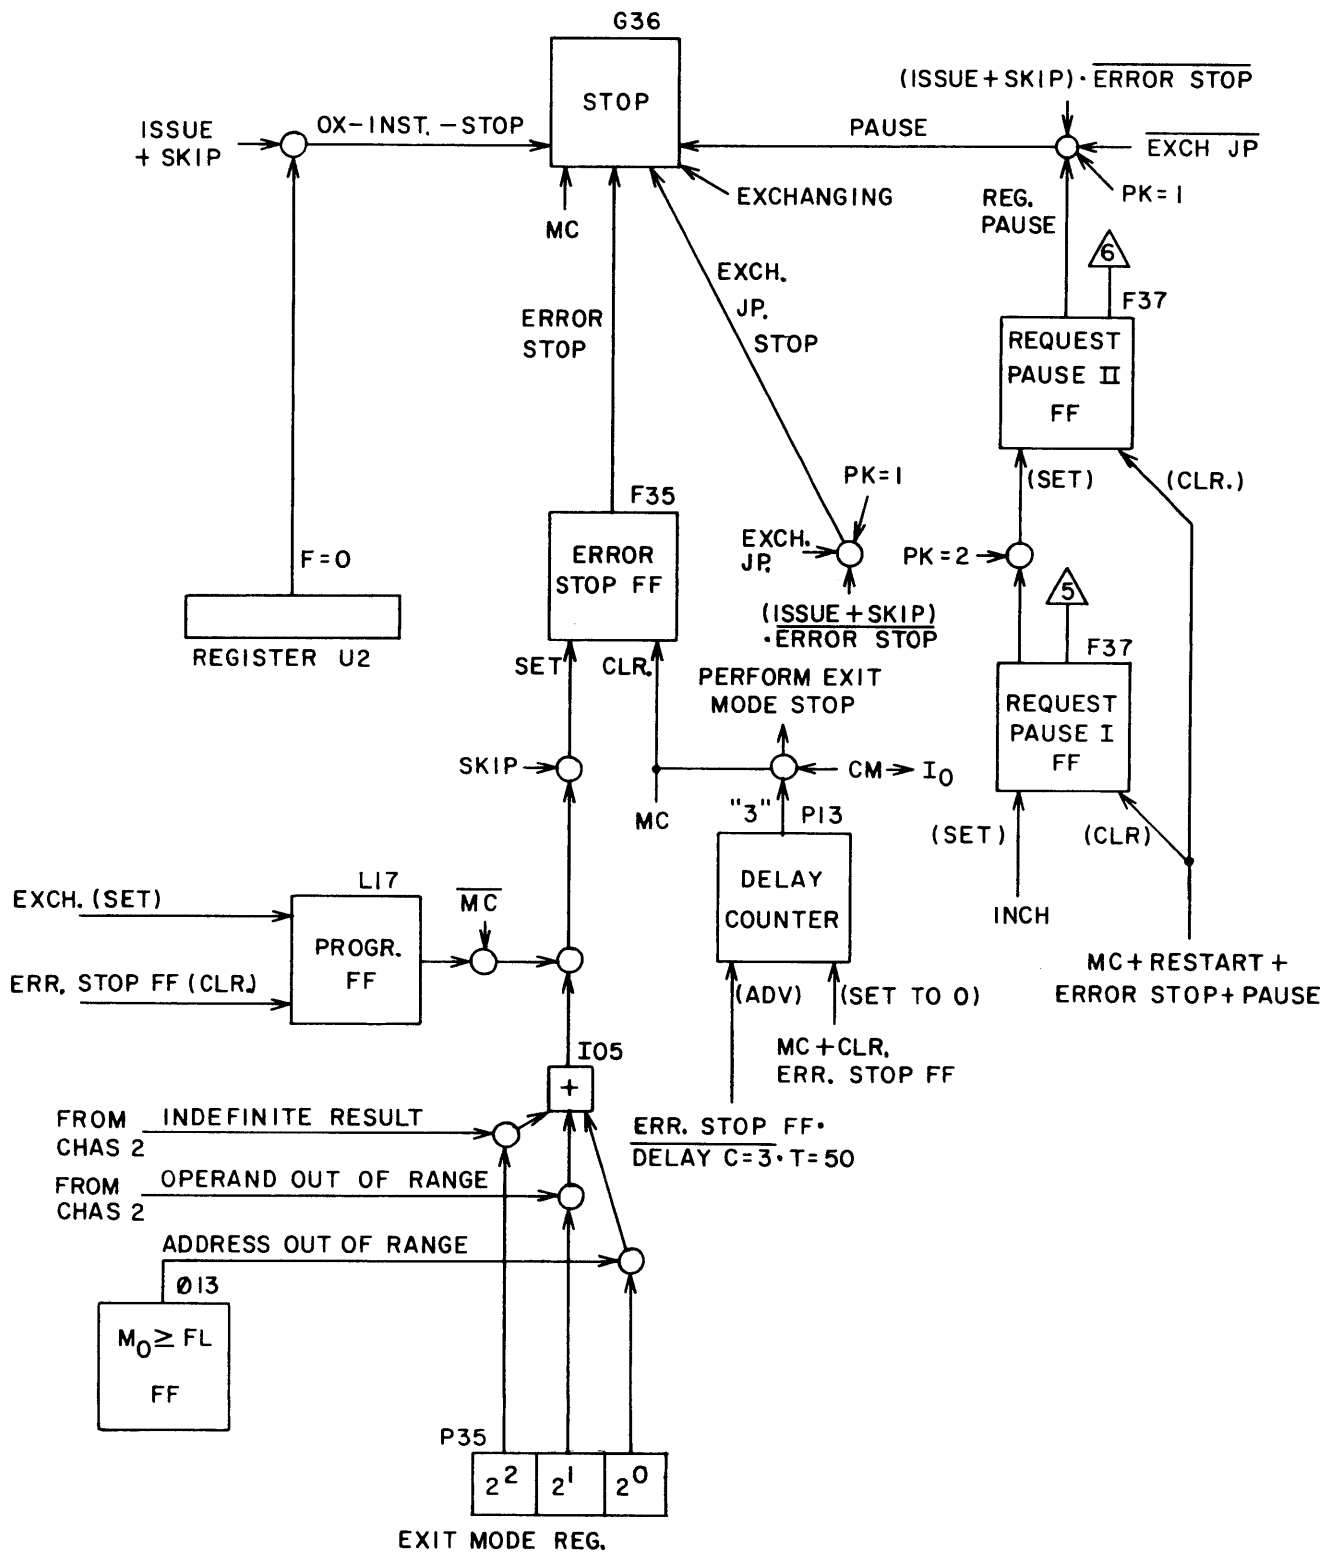 G36
STOP
(ISSUE+SKIP)·ERROR STOP
ISSUE
+ SKIP
OX-INST.-STOP
PAUSE
EXCH JP
MC
EXCHANGING
REG.
PAUSE
PK=1
6
EXCH.
JP.
STOP
F37
ERROR
STOP
REQUEST
PAUSE II
FF
F=0
REGISTER U2
F35
ERROR
STOP FF
PK=1
EXCH.
JP.
(ISSUE+SKIP)
·ERROR STOP
(SET)
(CLR.)
PK=2
5
F37
SET
CLR.
PERFORM EXIT
MODE STOP
REQUEST
PAUSE I
FF
SKIP
CM
I0
MC
"3"
P13
(SET)
(CLR)
DELAY
COUNTER
INCH
L17
MC
EXCH. (SET)
PROGR.
FF
ERR. STOP FF (CLR.)
(ADV)
(SET TO 0)
MC+RESTART+
ERROR STOP+PAUSE
MC+CLR.
ERR. STOP FF
I05
+
ERR. STOP FF·
DELAY C=3·T=50
FROM
CHAS 2
INDEFINITE RESULT
FROM
CHAS 2
OPERAND OUT OF RANGE
ADDRESS OUT OF RANGE
Ø13
M0≥FL
FF
P35
2² 2¹ 2⁰
EXIT MODE REG.